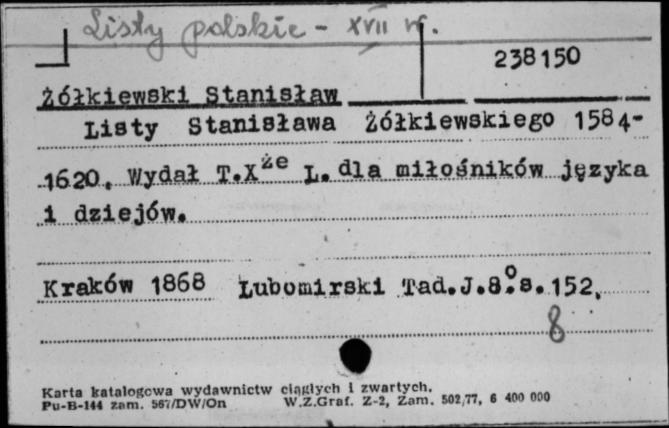 Listy polskie - XVII w.
238150
Żółkiewski Stanisław
Listy Stanisława Żółkiewskiego 1584-
1620. Wydał T.Xże L. dla miłośników języka
i dziejów.
Kraków 1868 Lubomirski Tad.J.8.°s.152.
8
Karta katalogowa wydawnictw ciągłych i zwartych.
Pu-B-144 zam. 567/DW/On W.Z.Graf. Z-2, Zam. 502/77, 6 400 000